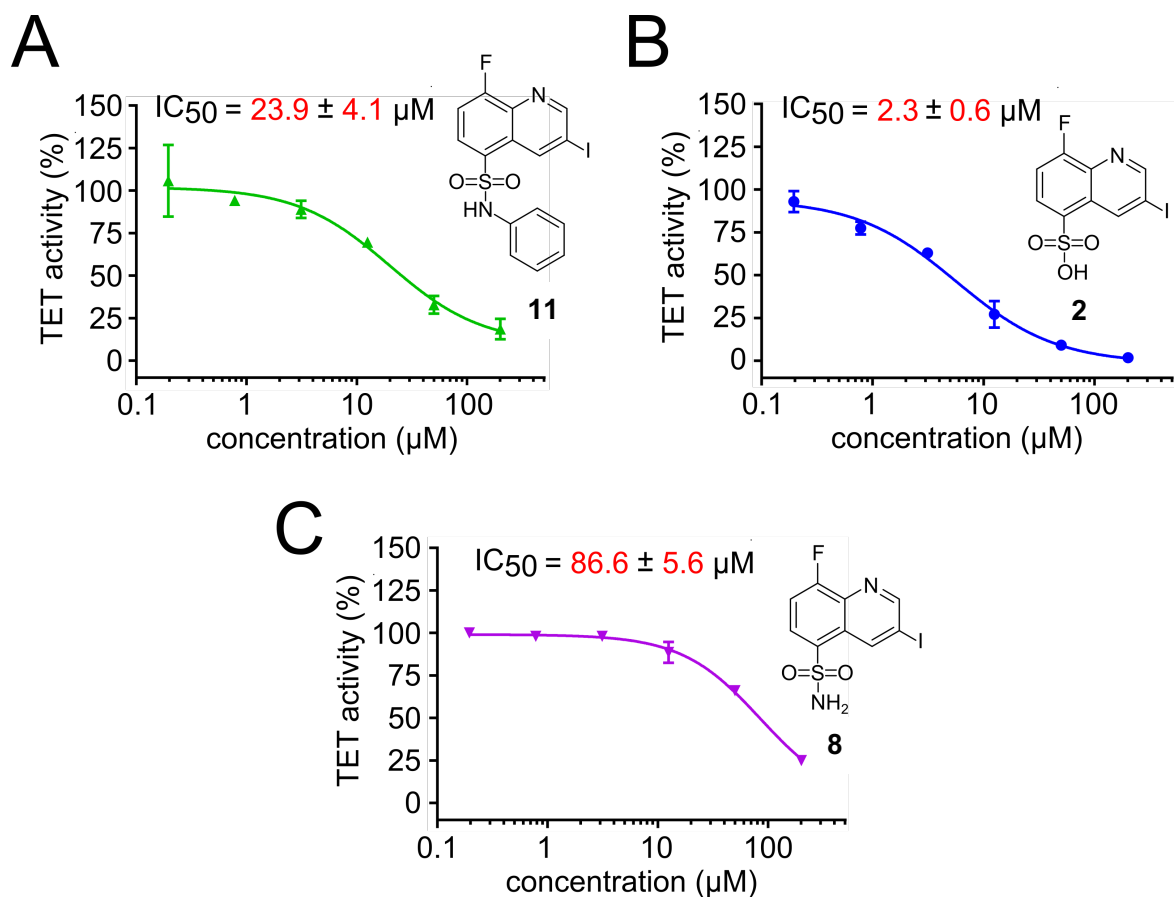 A
IC50 = 23.9 ± 4.1 µM
TET activity (%)
150
125
100
75
50
25
0
0.1
1
10
100
concentration (µM)
F
N
I
O=S=O
HN
11
B
IC50 = 2.3 ± 0.6 µM
TET activity (%)
150
125
100
75
50
25
0
0.1
1
10
100
concentration (µM)
F
N
I
O=S=O
OH
2
C
IC50 = 86.6 ± 5.6 µM
TET activity (%)
150
125
100
75
50
25
0
0.1
1
10
100
concentration (µM)
F
N
I
O=S=O
NH2
8